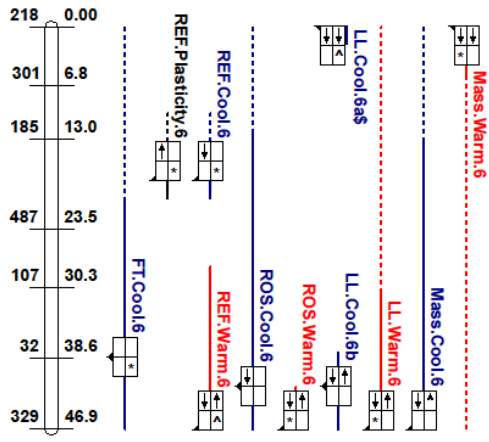 218 0.00
301 6.8
185 13.0
487 23.5
107 30.3
32 38.6
329 46.9
FT.Cool.6
REF.Plasticity.6
REF.Cool.6
REF.Warm.6
ROS.Cool.6
ROS.Warm.6
LL.Cool.6a$
LL.Cool.6b
LL.Warm.6
Mass.Cool.6
Mass.Warm.6
* * * * ^ * ^ * * ^